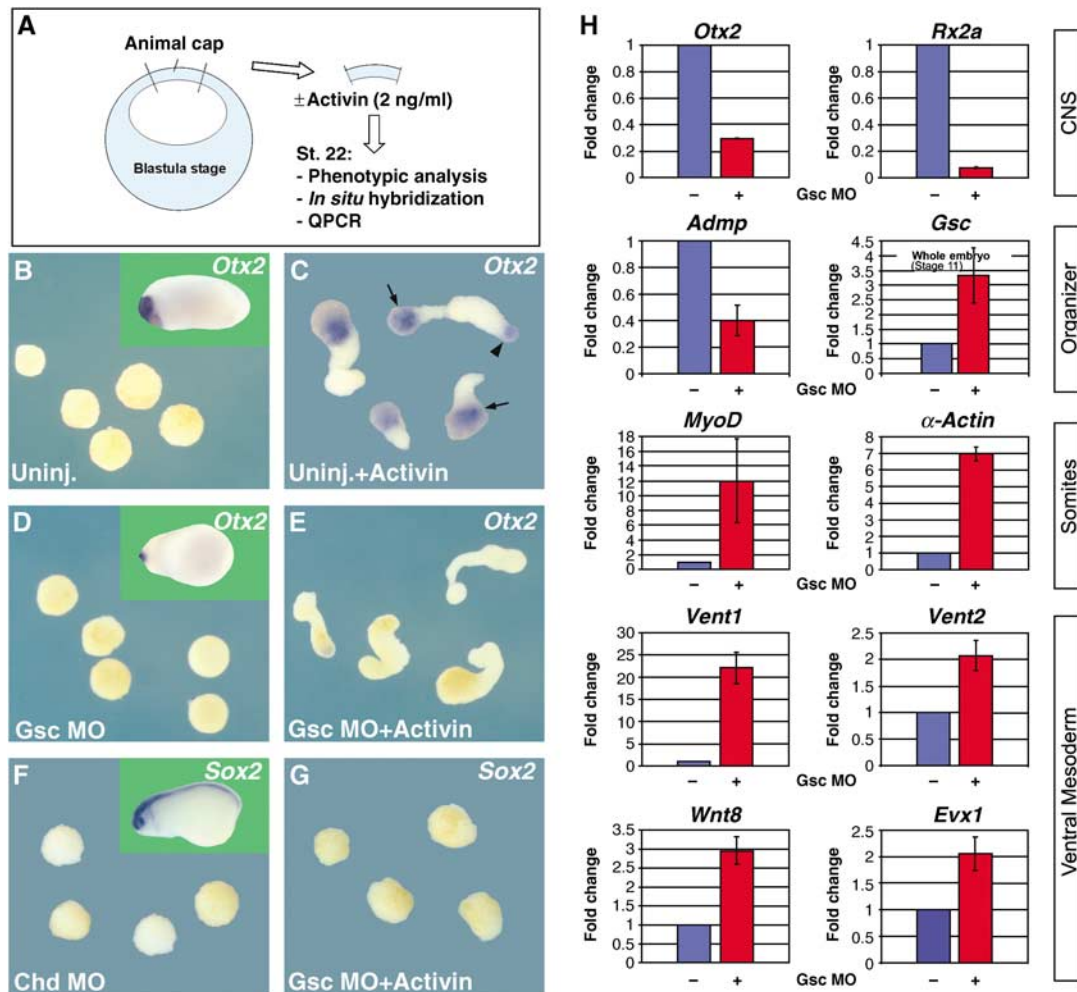 A
Animal cap
Blastula stage
±Activin (2 ng/ml)
St. 22:
- Phenotypic analysis
- In situ hybridization
- QPCR
B
Otx2
Uninj.
C
Otx2
Uninj.+Activin
D
Otx2
Gsc MO
E
Otx2
Gsc MO+Activin
F
Sox2
Chd MO
G
Sox2
Gsc MO+Activin
H
Otx2
Fold change
1
0.8
0.6
0.4
0.2
0
– +
Rx2a
Fold change
1
0.8
0.6
0.4
0.2
0
Gsc MO – +
CNS
Admp
Fold change
1
0.8
0.6
0.4
0.2
0
– +
Gsc
Fold change
4.5
4
3.5
3
2.5
2
1.5
1
0.5
0
Whole embryo
(Stage 11)
Gsc MO – +
Organizer
MyoD
Fold change
18
16
14
12
10
8
6
4
2
0
– +
α-Actin
Fold change
8
7
6
5
4
3
2
1
0
Gsc MO – +
Somites
Vent1
Fold change
30
25
20
15
10
5
0
– +
Vent2
Fold change
2.5
2
1.5
1
0.5
0
Gsc MO – +
Wnt8
Fold change
3.5
3
2.5
2
1.5
1
0.5
0
– +
Evx1
Fold change
2.5
2
1.5
1
0.5
0
Gsc MO – +
Ventral Mesoderm